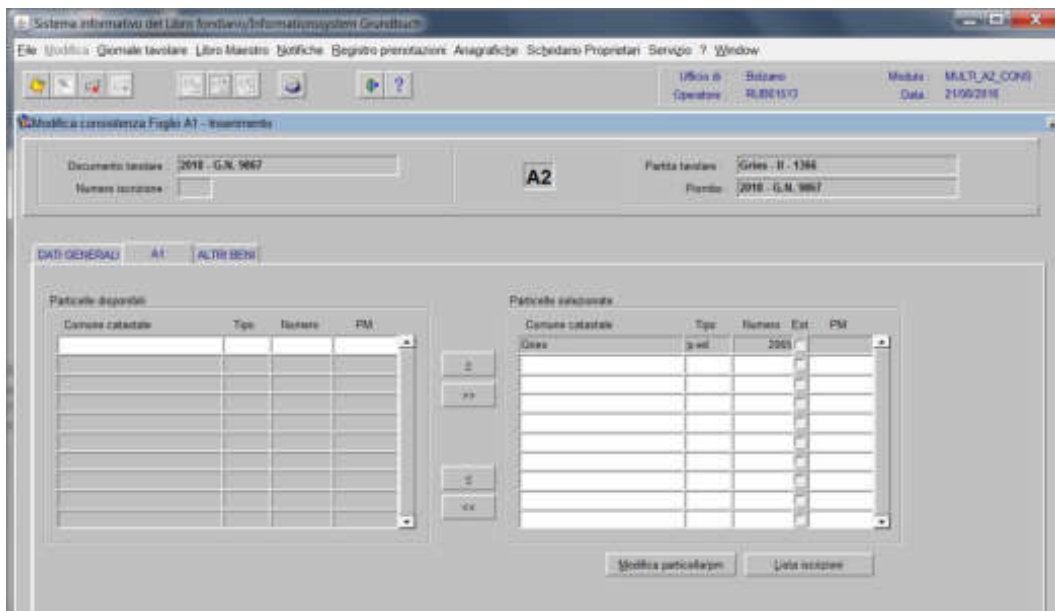 Sistema informativo del Libro fondiario/Informationssystem Grundbuch
File Modifica Giornale tavolare Libro Maestro Notifiche Registro prenotazioni Anagrafiche Schedario Proprietari Servizio ? Window
Ufficio di Bolzano Modulo MULTI_A2_CONS
Operatore Data 21/08/2018
Modifica consistenza Foglio A1 - Inserimento
Documento tavolare 2018 - G.N. 9867 A2 Partita tavolare Gries - II - 1366
Numero iscrizione Piombo 2018 - G.N. 9867
DATI GENERALI A1 ALTRI BENI
Particelle disponibili Particelle selezionate
Comune catastale Tipo Numero PM Comune catastale Tipo Numero Est PM
Gries p.ed 2065
>
>>
<
<<
Modifica particella/pm Lista iscrizioni